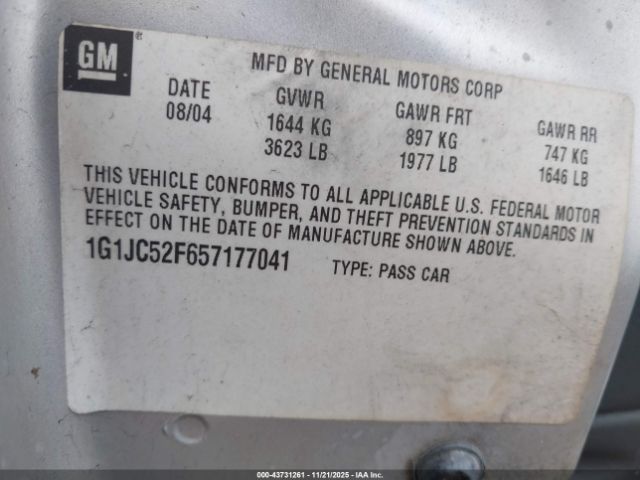 GM
MFD BY GENERAL MOTORS CORP
DATE GVWR GAWR FRT GAWR RR
08/04 1644 KG 897 KG 747 KG
3623 LB 1977 LB 1646 LB
THIS VEHICLE CONFORMS TO ALL APPLICABLE U.S. FEDERAL MOTOR
VEHICLE SAFETY, BUMPER, AND THEFT PREVENTION STANDARDS IN
EFFECT ON THE DATE OF MANUFACTURE SHOWN ABOVE.
1G1JC52F657177041 TYPE: PASS CAR
000-43731261 - 11/21/2025 - IAA Inc.